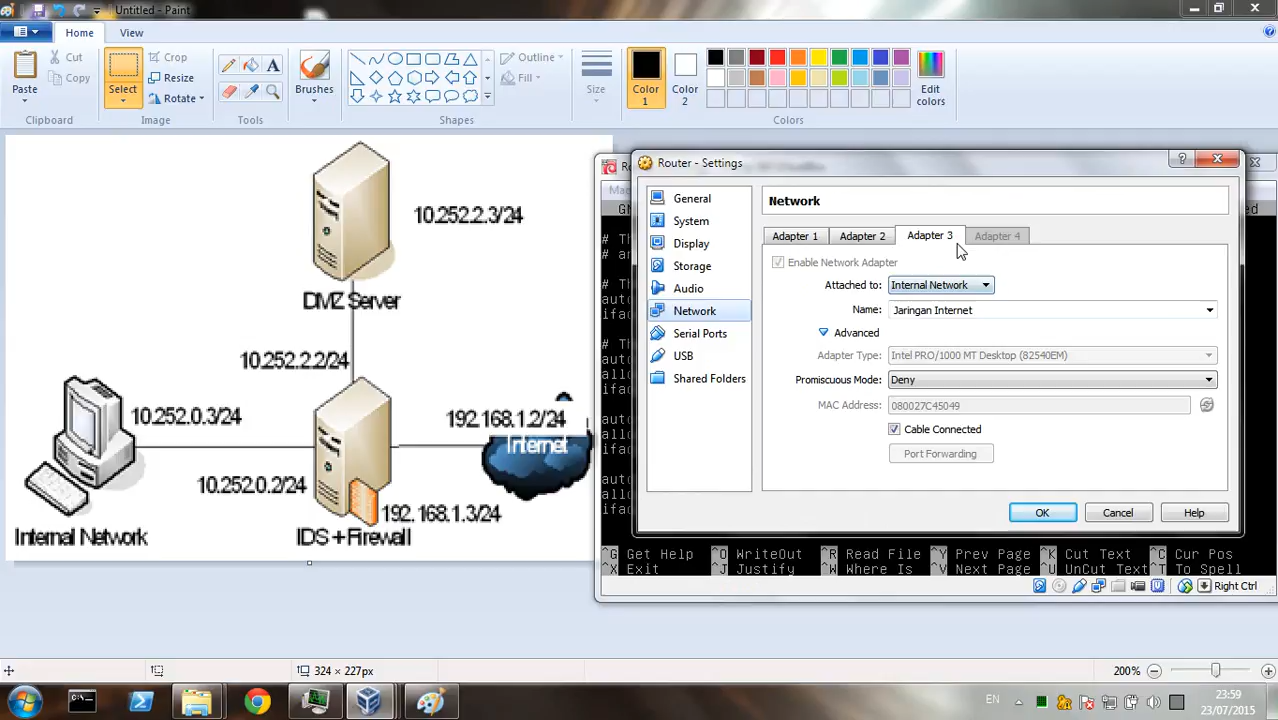 Untitled - Paint
Home
View
Paste
Cut
Copy
Clipboard
Select
Crop
Resize
Rotate
Image
A
Tools
Brushes
Shapes
Outline
Fill
Size
Color 1
Color 2
Edit colors
Colors
10.252.2.3/24
DMZ Server
10.252.2.2/24
10.252.0.3/24
192.168.1.2/24
Internet
10.252.0.2/24
192.168.1.3/24
Internal Network
IDS+Firewall
Router - Settings
General
System
Display
Storage
Audio
Network
Serial Ports
USB
Shared Folders
Network
Adapter 1
Adapter 2
Adapter 3
Adapter 4
Enable Network Adapter
Attached to: Internal Network
Name: Jaringan Internet
Advanced
Adapter Type: Intel PRO/1000 MT Desktop (82540EM)
Promiscuous Mode: Deny
MAC Address: 080027C45049
Cable Connected
Port Forwarding
OK
Cancel
Help
# Th
# an
# Th
auto
allo
ifac
^G Get Help ^O WriteOut ^R Read File ^Y Prev Page ^K Cut Text ^C Cur Pos
^X Exit ^J Justify ^W Where Is ^V Next Page ^U UnCut Text ^T To Spell
Right Ctrl
324 × 227px
200%
EN
23:59
23/07/2015